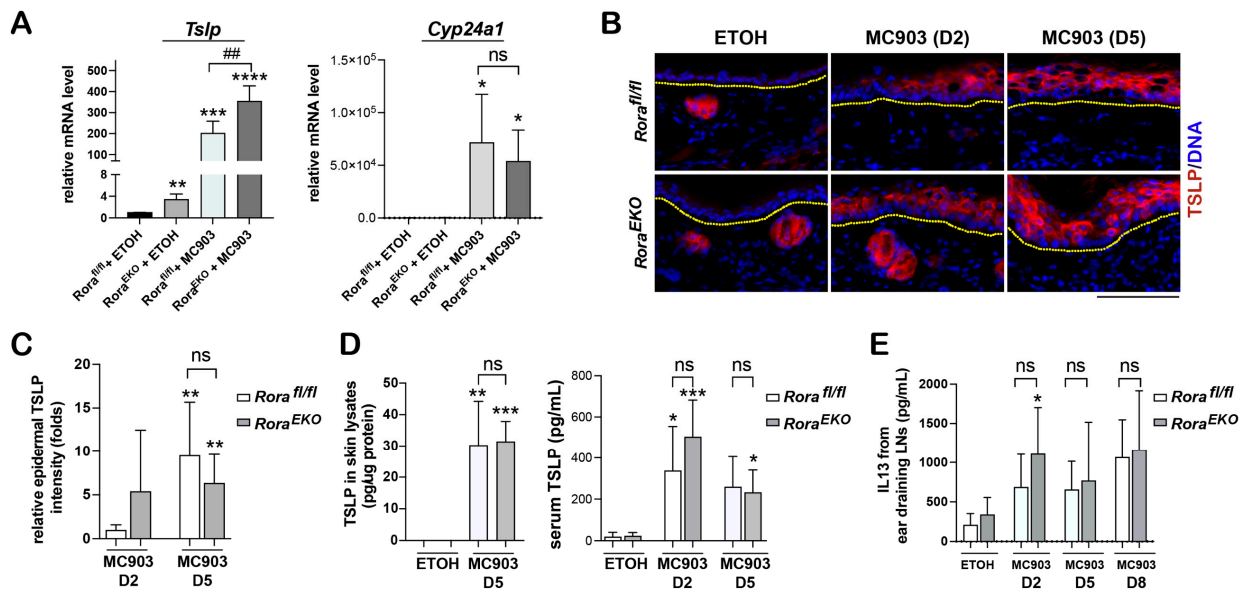 A
Tslp
##
****
***
**
relative mRNA level
500
400
300
200
100
8
4
0
Rora^fl/fl + ETOH
Rora^EKO + ETOH
Rora^fl/fl + MC903
Rora^EKO + MC903
Cyp24a1
ns
*
*
relative mRNA level
1.5×10^5
1.0×10^5
5.0×10^4
0.0
Rora^fl/fl + ETOH
Rora^EKO + ETOH
Rora^fl/fl + MC903
Rora^EKO + MC903
B
ETOH
MC903 (D2)
MC903 (D5)
Rora^fl/fl
Rora^EKO
TSLP/DNA
C
ns
**
**
relative epidermal TSLP
intensity (folds)
20
15
10
5
0
MC903
D2
MC903
D5
Rora^fl/fl
Rora^EKO
D
ns
**
***
TSLP in skin lysates
(pg/ug protein)
50
40
30
20
10
0
ETOH
MC903
D5
serum TSLP (pg/mL)
800
600
400
200
0
ns
ns
*
***
*
ETOH
MC903
D2
MC903
D5
Rora^fl/fl
Rora^EKO
E
IL13 from
ear draining LNs (pg/mL)
2000
1500
1000
500
0
ns
ns
ns
*
ETOH
MC903
D2
MC903
D5
MC903
D8
Rora^fl/fl
Rora^EKO